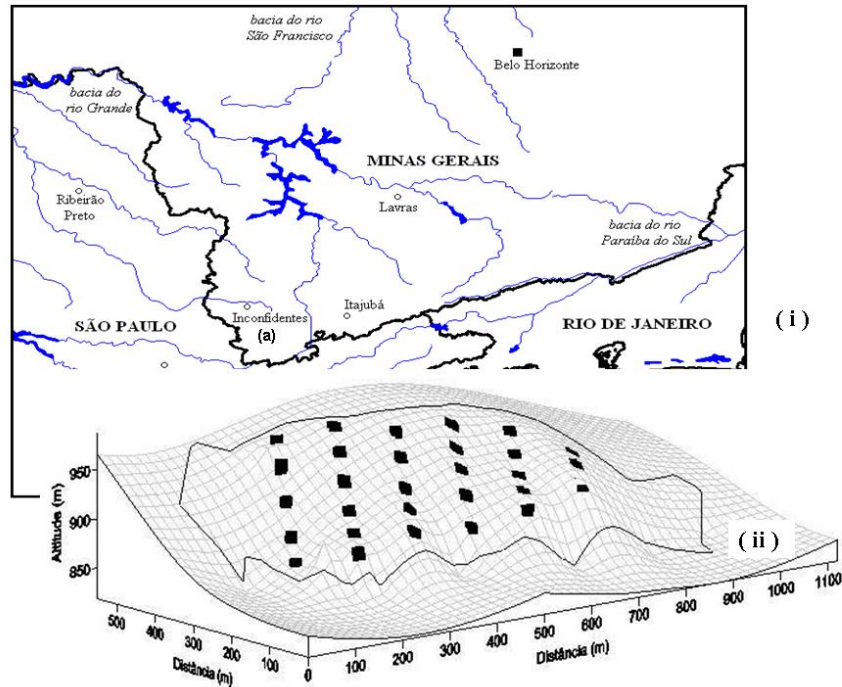 bacia do rio
São Francisco
Belo Horizonte
bacia do
rio Grande
MINAS GERAIS
Ribeirão
Preto
Lavras
bacia do rio
Paraíba do Sul
Inconfidentes
(a)
Itajubá
SÃO PAULO
RIO DE JANEIRO
( i )
Altitude (m)
950
900
850
( ii )
500
400
300
200
100
Distância (m)
0
100
200
300
400
500
600
700
800
900
1000
1100
Distância (m)